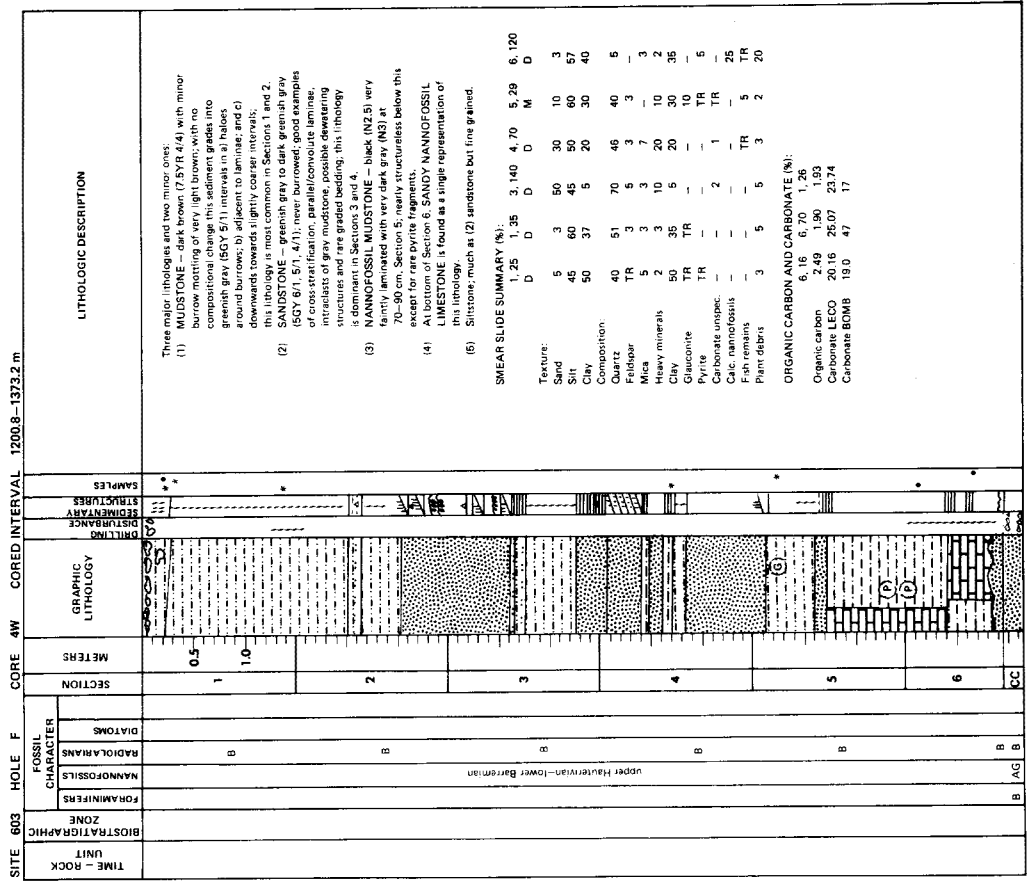 SITE 603 HOLE F CORE 4W CORED INTERVAL 1200.8–1373.2 m
TIME – ROCK UNIT
BIOSTRATIGRAPHIC ZONE
FOSSIL CHARACTER
FORAMINIFERS
NANNOFOSSILS
RADIOLARIANS
DIATOMS
SECTION
METERS
GRAPHIC LITHOLOGY
DRILLING DISTURBANCE
SEDIMENTARY STRUCTURES
SAMPLES
LITHOLOGIC DESCRIPTION
upper Hauterivian–lower Barremian
B
B
B
B
B
B
B AG B
1
0.5
1.0
2
3
4
5
6
CC
G
P
P
Three major lithologies and two minor ones:
(1) MUDSTONE – dark brown (7.5YR 4/4) with minor
burrow mottling of very light brown; with no
compositional change this sediment grades into
greenish gray (5GY 5/1) intervals in a) haloes
around burrows; b) adjacent to laminae; and c)
downwards towards slightly coarser intervals;
this lithology is most common in Sections 1 and 2.
(2) SANDSTONE – greenish gray to dark greenish gray
(5GY 6/1, 5/1, 4/1); never burrowed; good examples
of cross-stratification, parallel/convolute laminae,
intraclasts of gray mudstone, possible dewatering
structures and rare graded bedding; this lithology
is dominant in Sections 3 and 4.
(3) NANNOFOSSIL MUDSTONE – black (N2.5) very
faintly laminated with very dark gray (N3) at
70–90 cm, Section 5; nearly structureless below this
except for rare pyrite fragments.
(4) At bottom of Section 6, SANDY NANNOFOSSIL
LIMESTONE is found as a single representation of
this lithology.
(5) Siltstone; much as (2) sandstone but fine grained.
SMEAR SLIDE SUMMARY (%):
1, 25 1, 35 3, 140 4, 70 5, 29 6, 120
D D D D M D
Texture:
Sand 5 3 50 30 10 3
Silt 45 60 45 50 60 57
Clay 50 37 5 20 30 40
Composition:
Quartz 40 51 70 46 40 5
Feldspar TR 3 5 3 3 –
Mica 5 3 3 7 – 3
Heavy minerals 2 3 10 20 10 2
Clay 50 35 5 20 30 35
Glauconite TR TR – – 10 –
Pyrite TR – – – TR 5
Carbonate unspec. – – 2 1 TR –
Calc. nannofossils – – – – – 25
Fish remains – – – TR 5 TR
Plant debris 3 5 5 3 2 20
ORGANIC CARBON AND CARBONATE (%):
6, 16 6, 70 1, 26
Organic carbon 2.49 1.90 1.93
Carbonate LECO 20.16 25.07 23.74
Carbonate BOMB 19.0 47 17